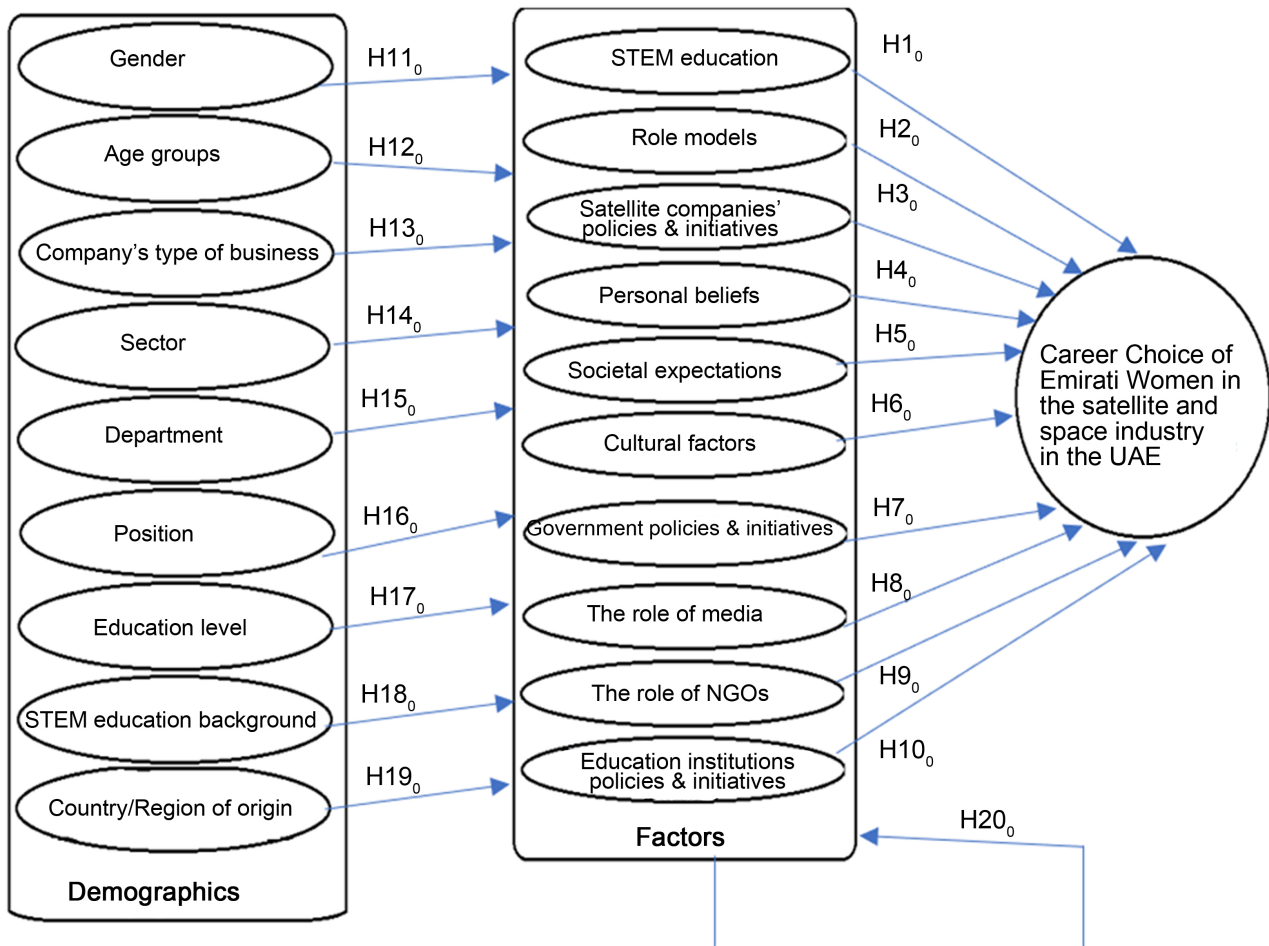 Gender
Age groups
Company’s type of business
Sector
Department
Position
Education level
STEM education background
Country/Region of origin
Demographics
H11₀
H12₀
H13₀
H14₀
H15₀
H16₀
H17₀
H18₀
H19₀
STEM education
Role models
Satellite companies’
policies & initiatives
Personal beliefs
Societal expectations
Cultural factors
Government policies & initiatives
The role of media
The role of NGOs
Education institutions
policies & initiatives
Factors
H1₀
H2₀
H3₀
H4₀
H5₀
H6₀
H7₀
H8₀
H9₀
H10₀
H20₀
Career Choice of
Emirati Women in
the satellite and
space industry
in the UAE